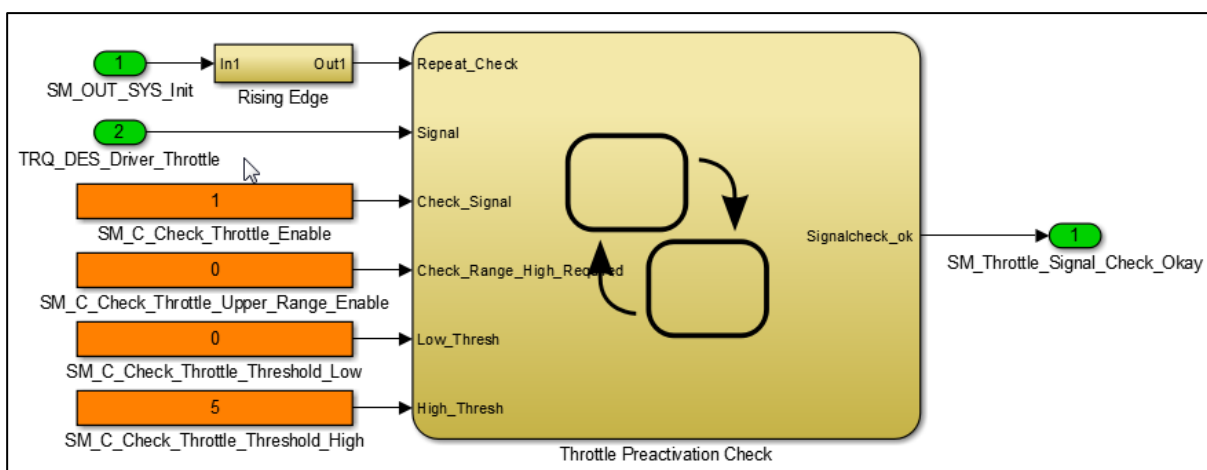 1
SM_OUT_SYS_Init
In1 Out1
Rising Edge
Repeat_Check
2
TRQ_DES_Driver_Throttle
Signal
1
SM_C_Check_Throttle_Enable
Check_Signal
0
SM_C_Check_Throttle_Upper_Range_Enable
Check_Range_High_Required
0
SM_C_Check_Throttle_Threshold_Low
Low_Thresh
5
SM_C_Check_Throttle_Threshold_High
High_Thresh
Signalcheck_ok
1
SM_Throttle_Signal_Check_Okay
Throttle Preactivation Check